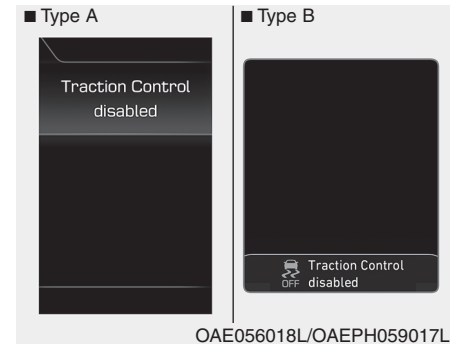 ■ Type A
Traction Control
disabled
■ Type B
Traction Control
OFF disabled
OAE056018L/OAEPH059017L